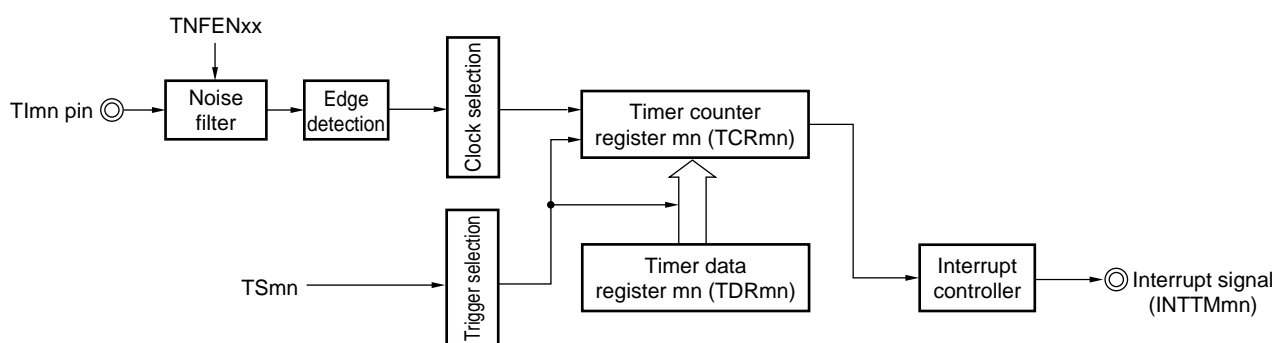 TNFENxx
TImn pin
Noise
filter
Edge
detection
Clock selection
Timer counter
register mn (TCRmn)
TSmn
Trigger selection
Timer data
register mn (TDRmn)
Interrupt
controller
Interrupt signal
(INTTMmn)